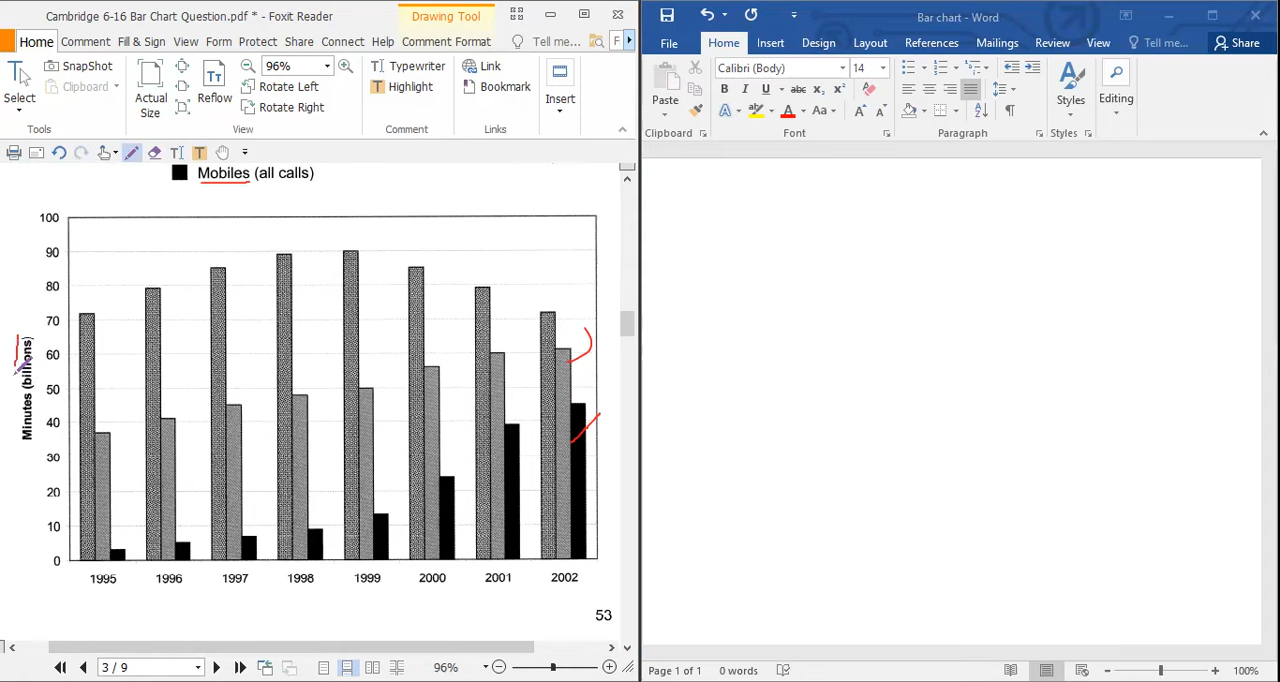 Cambridge 6-16 Bar Chart Question.pdf * - Foxit Reader
Drawing Tool
Home Comment Fill & Sign View Form Protect Share Connect Help Comment Format Tell me... F
Select
SnapShot
Clipboard
Tools
Actual Size
Reflow
96%
Rotate Left
Rotate Right
View
Typewriter
Highlight
Comment
Link
Bookmark
Links
Insert
Mobiles (all calls)
Minutes (billions)
100
90
80
70
60
50
40
30
20
10
0
1995 1996 1997 1998 1999 2000 2001 2002
53
3 / 9
96%
Bar chart - Word
File Home Insert Design Layout References Mailings Review View Tell me... Share
Paste
Clipboard
Calibri (Body) 14
B I U abc x₂ x²
A A Aa A A
Font
Paragraph
Styles
Styles
Editing
Page 1 of 1 0 words
100%